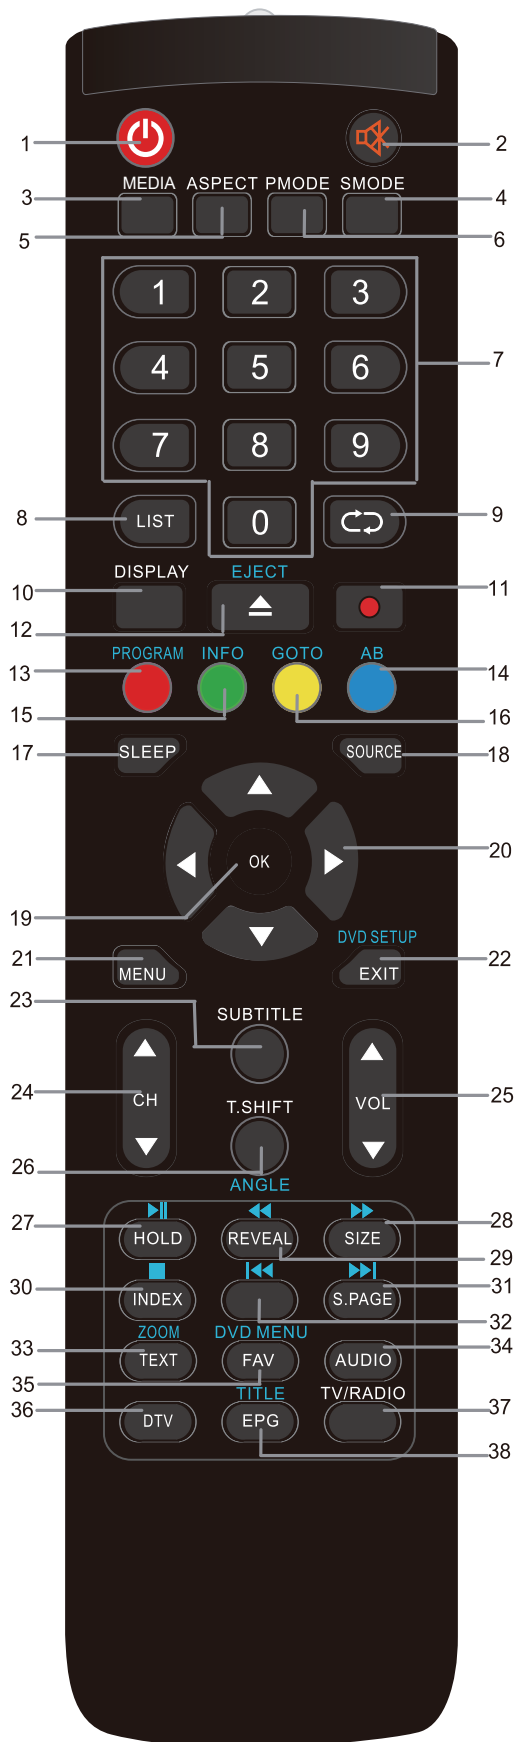 1
2
MEDIA ASPECT PMODE SMODE
3
4
5
6
1 2 3
7
4 5 6
7 8 9
8
LIST
0
9
DISPLAY EJECT
10
11
12
PROGRAM INFO GOTO AB
13
14
15
16
17
SLEEP
SOURCE
18
OK
20
19
DVD SETUP
21
MENU
EXIT
22
23
SUBTITLE
24
CH
VOL
25
T.SHIFT
26
ANGLE
27
HOLD REVEAL SIZE
28
29
30
INDEX
S.PAGE
31
32
ZOOM DVD MENU
33
TEXT FAV AUDIO
34
35
TITLE TV/RADIO
36
DTV EPG
37
38